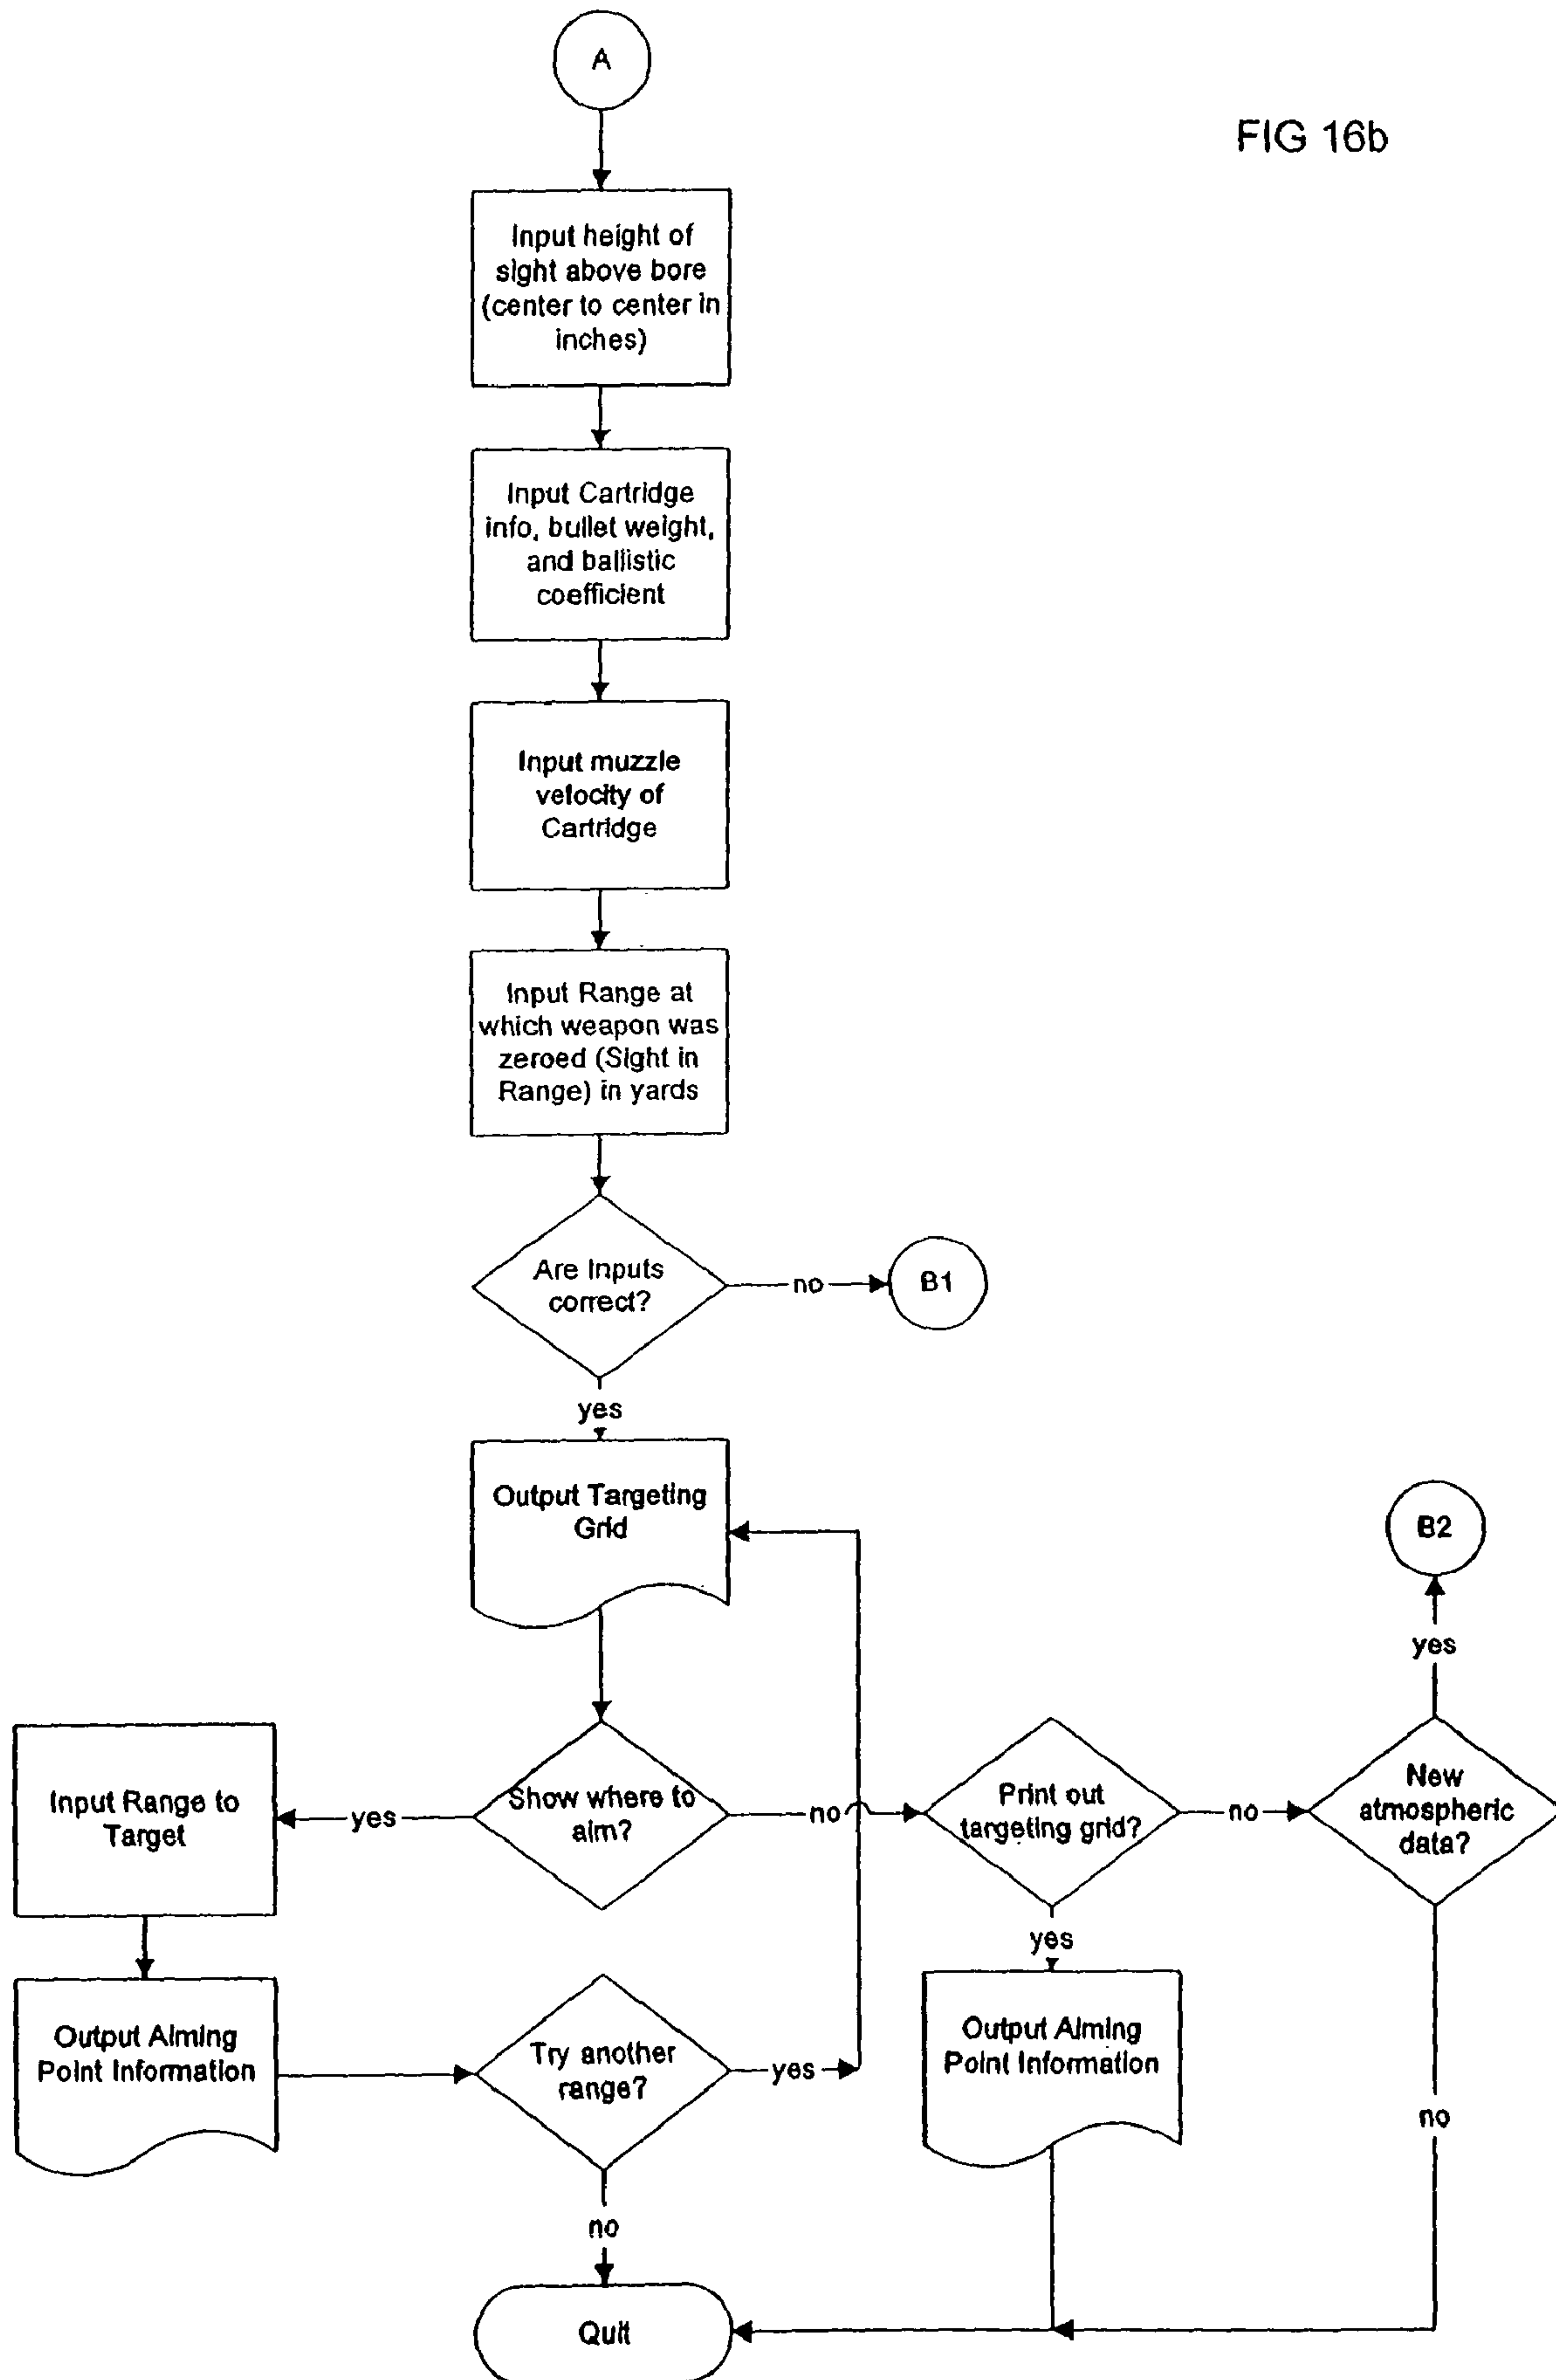 A
FIG 16b
Input height of
sight above bore
(center to center in
inches)
Input Cartridge
info, bullet weight,
and ballistic
coefficient
Input muzzle
velocity of
Cartridge
Input Range at
which weapon was
zeroed (Sight in
Range) in yards
Are Inputs
correct?
no
B1
yes
Output Targeting
Grid
B2
yes
Input Range to
Target
yes
Show where to
aim?
no
Print out
targeting grid?
no
New
atmospheric
data?
yes
Output Aiming
Point Information
Try another
range?
yes
Output Aiming
Point Information
no
no
Quit